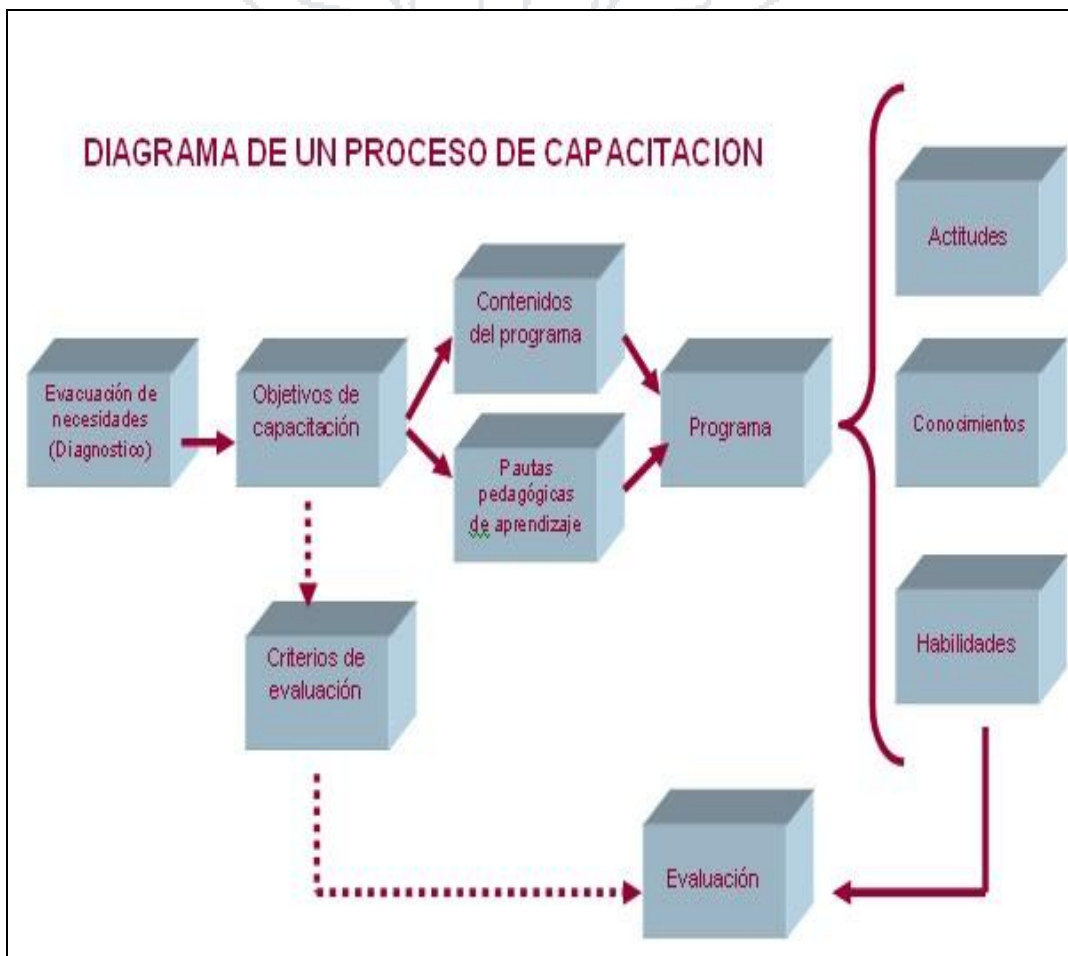 DIAGRAMA DE UN PROCESO DE CAPACITACION
Evacuación de
necesidades
(Diagnostico)
Objetivos de
capacitación
Contenidos
del programa
Pautas
pedagógicas
de aprendizaje
Programa
Actitudes
Conocimientos
Habilidades
Criterios de
evaluación
Evaluación